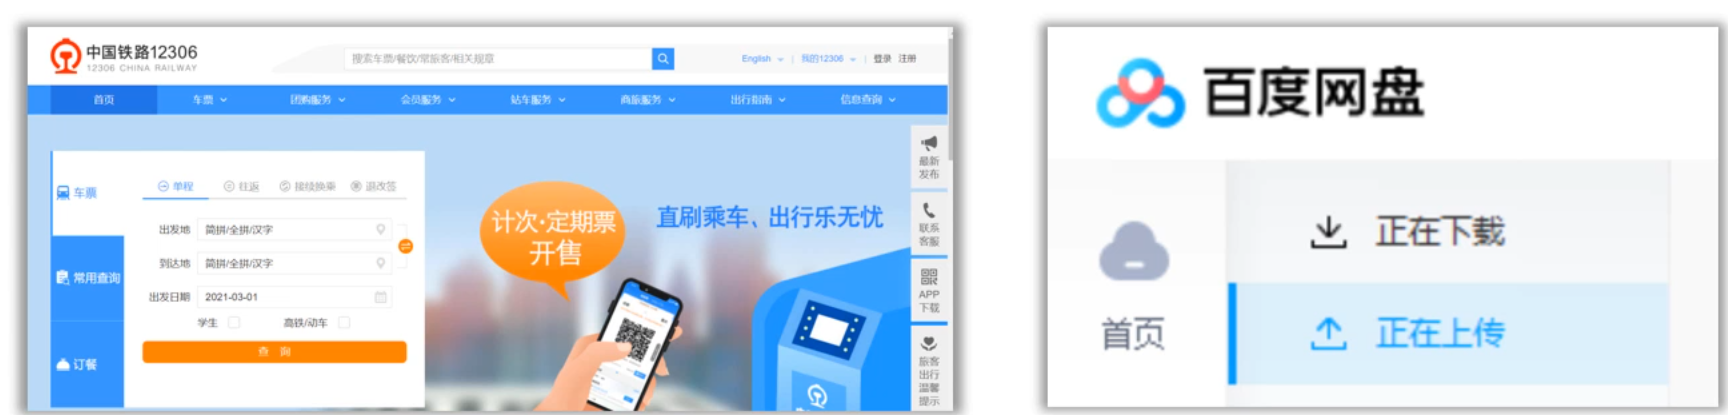 中国铁路12306
12306 CHINA RAILWAY
搜索车票/餐饮/常旅客/相关规章
English
我的12306
登录 注册
首页 车票 团购服务 会员服务 站车服务 商旅服务 出行指南 信息查询
车票
单程 往返 接续换乘 退改签
出发地 简拼/全拼/汉字
到达地 简拼/全拼/汉字
出发日期 2021-03-01
学生 高铁/动车
查 询
常用查询
订餐
计次·定期票
开售
直刷乘车、出行乐无忧
最新
发布
联系
客服
APP
下载
旅客
出行
温馨
提示
百度网盘
首页
正在下载
正在上传